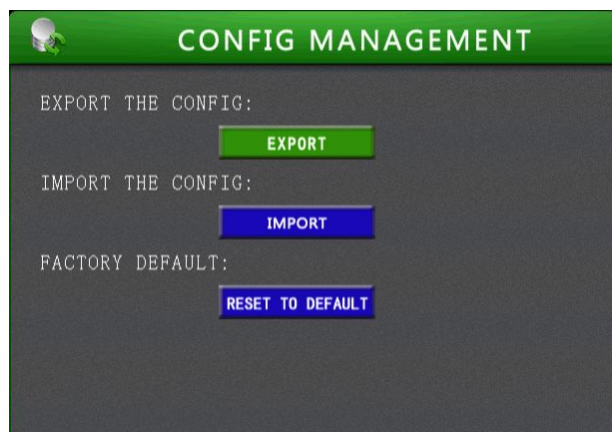 CONFIG MANAGEMENT
EXPORT THE CONFIG:
EXPORT
IMPORT THE CONFIG:
IMPORT
FACTORY DEFAULT:
RESET TO DEFAULT